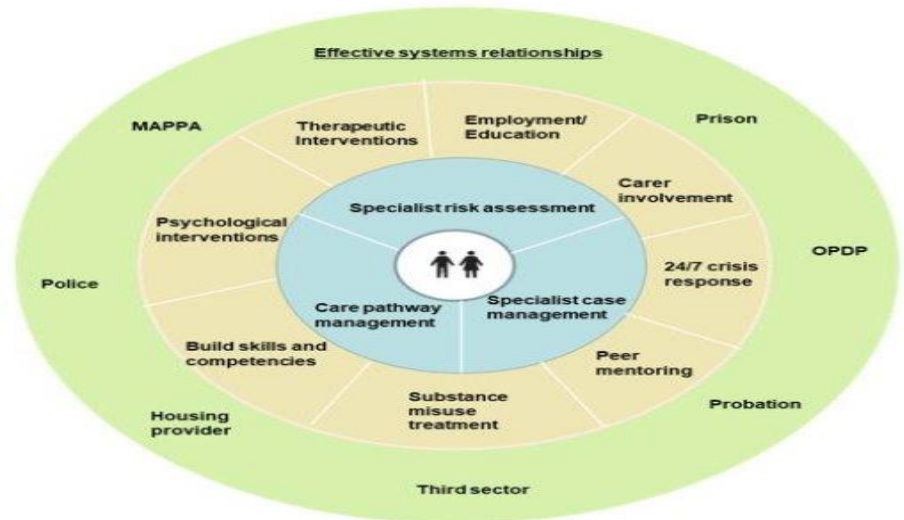 Effective systems relationships
MAPPA
Prison
OPDP
Probation
Third sector
Housing
provider
Police
Therapeutic
Interventions
Employment/
Education
Carer
involvement
24/7 crisis
response
Peer
mentoring
Substance
misuse
treatment
Build skills and
competencies
Psychological
interventions
Specialist risk assessment
Specialist case
management
Care pathway
management